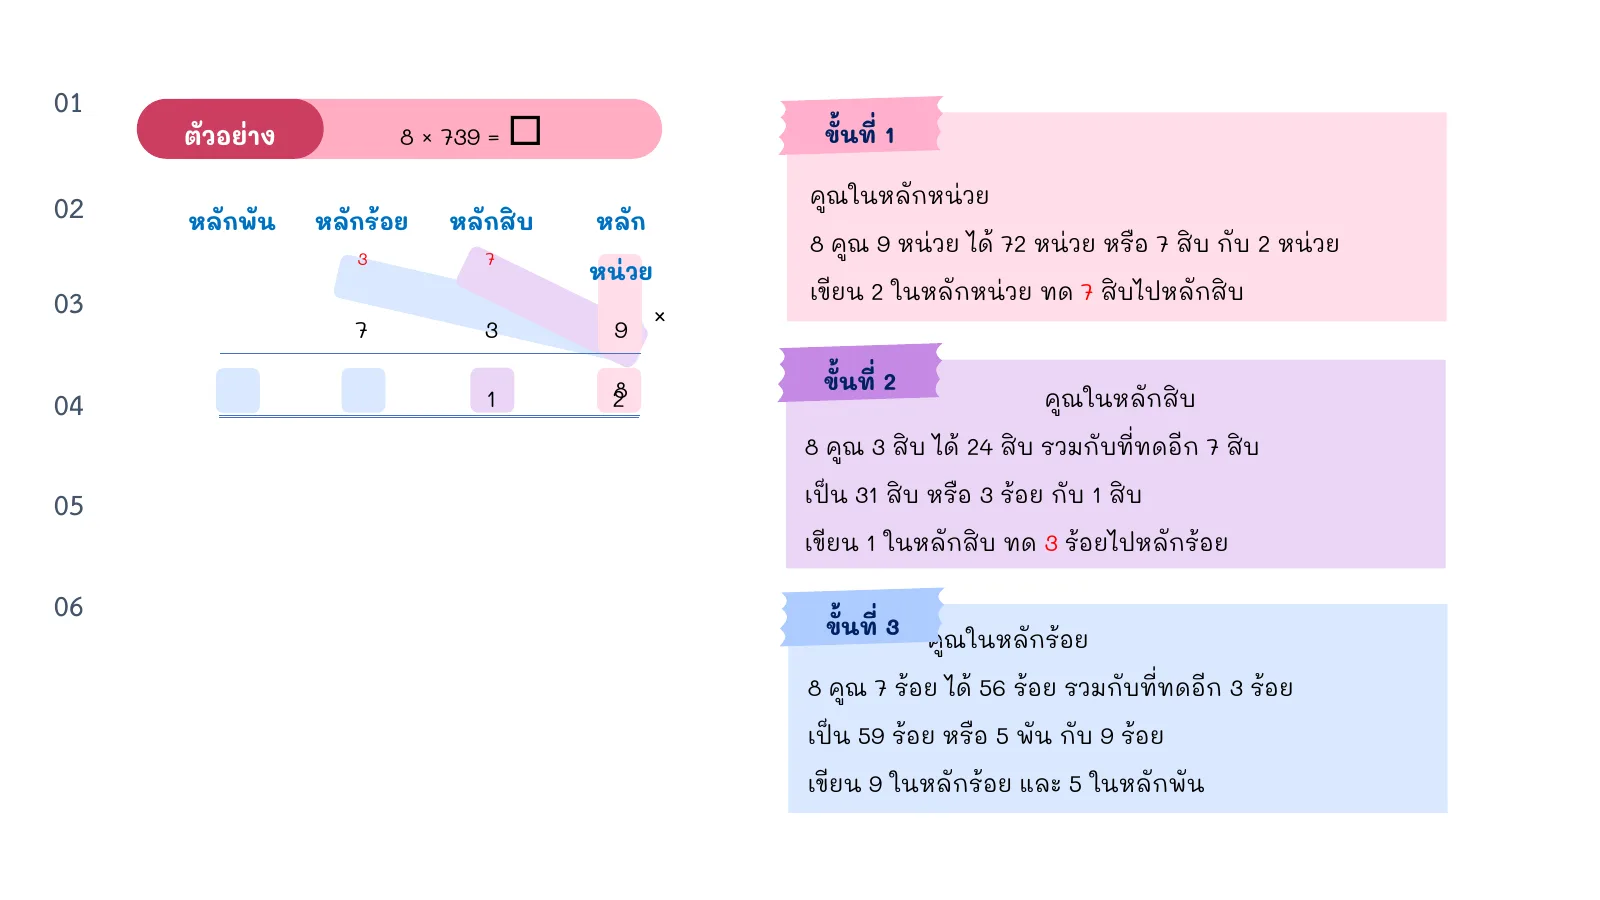 01
ตัวอย่าง
8 × 739 =
02
หลักพัน หลักร้อย หลักสิบ หลัก
หน่วย
3 7
03
7 3 9 ×
8
04
1 2
05
06
ขั้นที่ 1
คูณในหลักหน่วย
8 คูณ 9 หน่วย ได้ 72 หน่วย หรือ 7 สิบ กับ 2 หน่วย
เขียน 2 ในหลักหน่วย ทด 7 สิบไปหลักสิบ
ขั้นที่ 2
คูณในหลักสิบ
8 คูณ 3 สิบ ได้ 24 สิบ รวมกับที่ทดอีก 7 สิบ
เป็น 31 สิบ หรือ 3 ร้อย กับ 1 สิบ
เขียน 1 ในหลักสิบ ทด 3 ร้อยไปหลักร้อย
ขั้นที่ 3
คูณในหลักร้อย
8 คูณ 7 ร้อย ได้ 56 ร้อย รวมกับที่ทดอีก 3 ร้อย
เป็น 59 ร้อย หรือ 5 พัน กับ 9 ร้อย
เขียน 9 ในหลักร้อย และ 5 ในหลักพัน